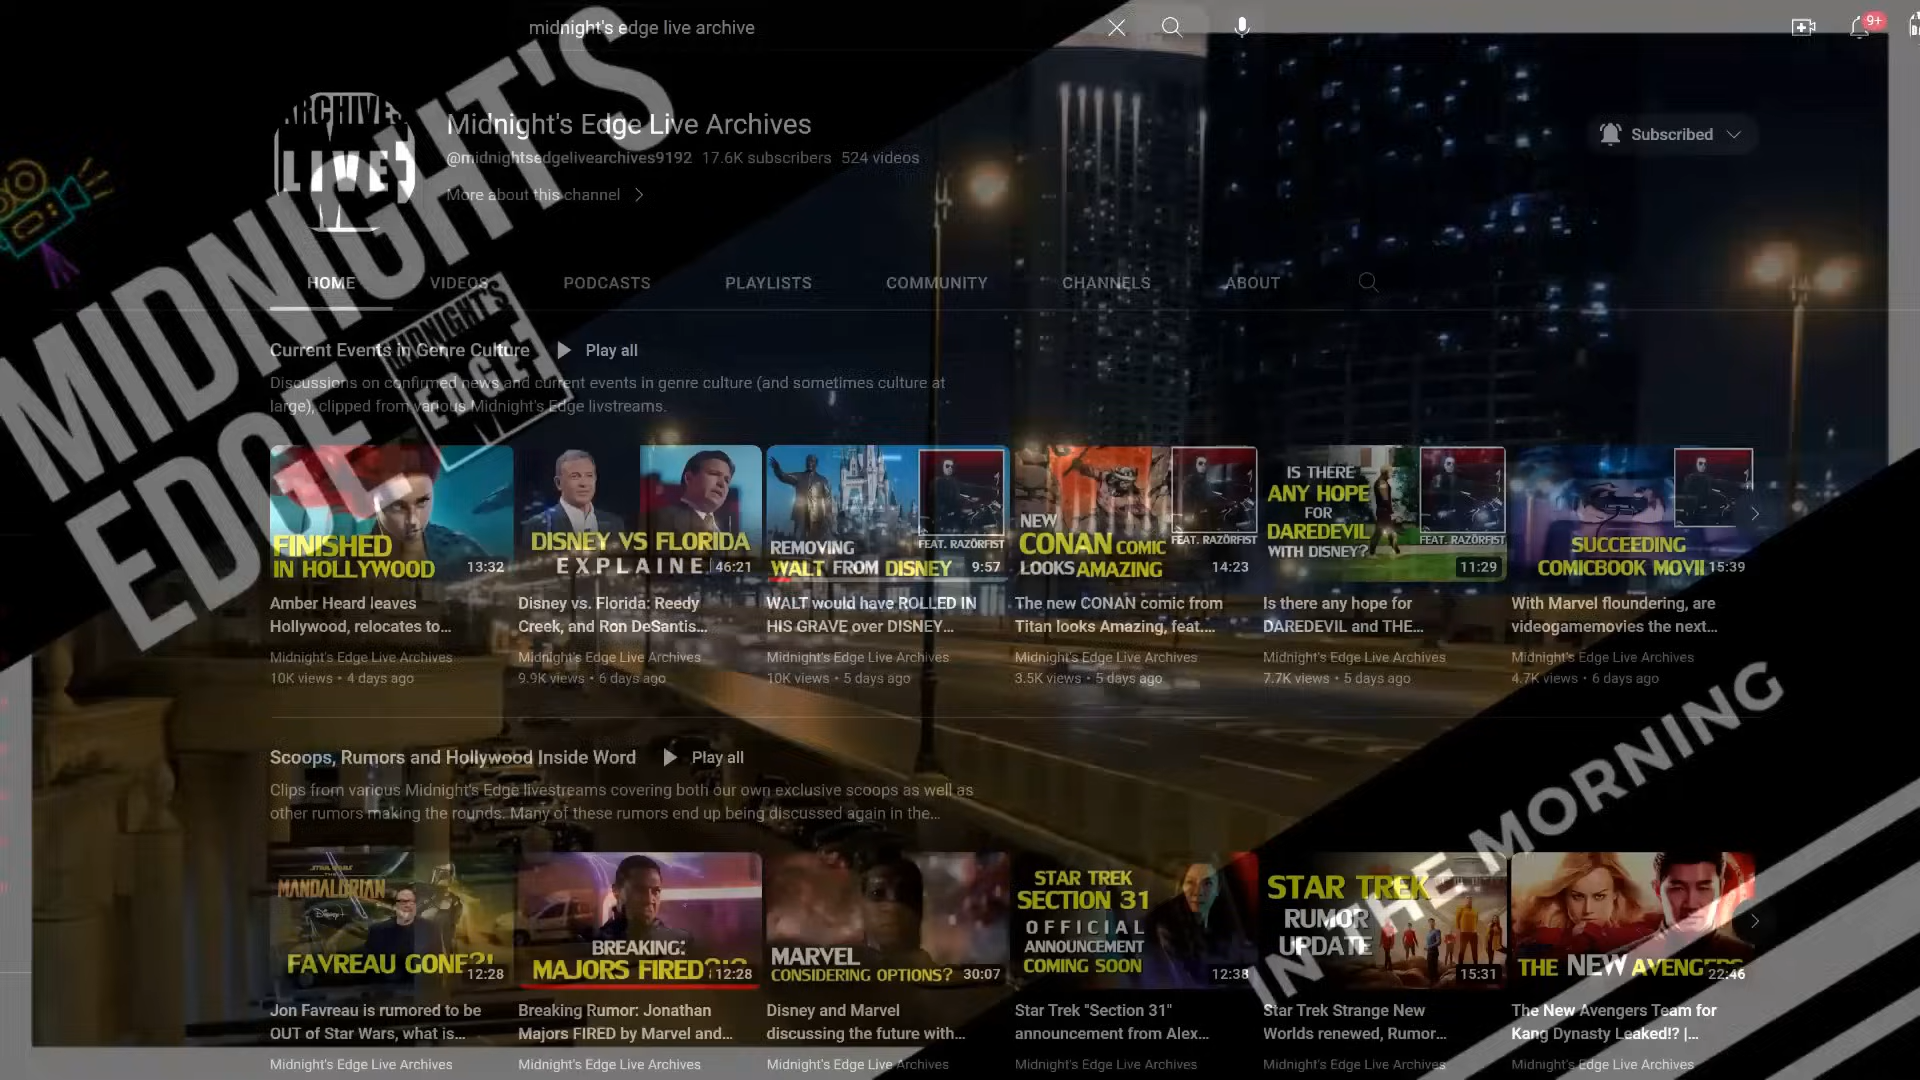 midnight's edge live archive
9+
MIDNIGHT'S
EDGE
MIDNIGHT'S
EDGE
ARCHIVES
LIVE
Midnight's Edge Live Archives
@midnightsedgelivearchives9192 17.6K subscribers 524 videos
More about this channel
Subscribed
HOME VIDEOS PODCASTS PLAYLISTS COMMUNITY CHANNELS ABOUT
Current Events in Genre Culture Play all
Discussions on confirmed news and current events in genre culture (and sometimes culture at
large), clipped from various Midnight's Edge livstreams.
FINISHED
IN HOLLYWOOD
13:32
DISNEY VS FLORIDA
EXPLAINE
46:21
REMOVING
WALT FROM DISNEY
FEAT. RAZÖRFIST
9:57
NEW
CONAN COMIC
LOOKS AMAZING
FEAT. RAZÖRFIST
14:23
IS THERE
ANY HOPE
FOR
DAREDEVIL
WITH DISNEY?
FEAT. RAZÖRFIST
11:29
SUCCEEDING
COMICBOOK MOVII
15:39
Amber Heard leaves
Hollywood, relocates to...
Midnight's Edge Live Archives
10K views • 4 days ago
Disney vs. Florida: Reedy
Creek, and Ron DeSantis...
Midnight's Edge Live Archives
9.9K views • 6 days ago
WALT would have ROLLED IN
HIS GRAVE over DISNEY...
Midnight's Edge Live Archives
10K views • 5 days ago
The new CONAN comic from
Titan looks Amazing, feat....
Midnight's Edge Live Archives
3.5K views • 5 days ago
Is there any hope for
DAREDEVIL and THE...
Midnight's Edge Live Archives
7.7K views • 5 days ago
With Marvel floundering, are
videogamemovies the next...
Midnight's Edge Live Archives
4.7K views • 6 days ago
Scoops, Rumors and Hollywood Inside Word Play all
Clips from various Midnight's Edge livestreams covering both our own exclusive scoops as well as
other rumors making the rounds. Many of these rumors end up being discussed again in the...
IN THE MORNING
STAR WARS
THE
MANDALORIAN
Disney+
FAVREAU GONE?!
12:28
BREAKING:
MAJORS FIRED?!?
12:28
MARVEL
CONSIDERING OPTIONS?
30:07
STAR TREK
SECTION 31
OFFICIAL
ANNOUNCEMENT
COMING SOON
12:38
STAR TREK
RUMOR
UPDATE
15:31
THE NEW AVENGERS
22:46
Jon Favreau is rumored to be
OUT of Star Wars, what is...
Midnight's Edge Live Archives
Breaking Rumor: Jonathan
Majors FIRED by Marvel and...
Midnight's Edge Live Archives
Disney and Marvel
discussing the future with...
Midnight's Edge Live Archives
Star Trek "Section 31"
announcement from Alex...
Midnight's Edge Live Archives
Star Trek Strange New
Worlds renewed, Rumor...
Midnight's Edge Live Archives
The New Avengers Team for
Kang Dynasty Leaked!? |...
Midnight's Edge Live Archives